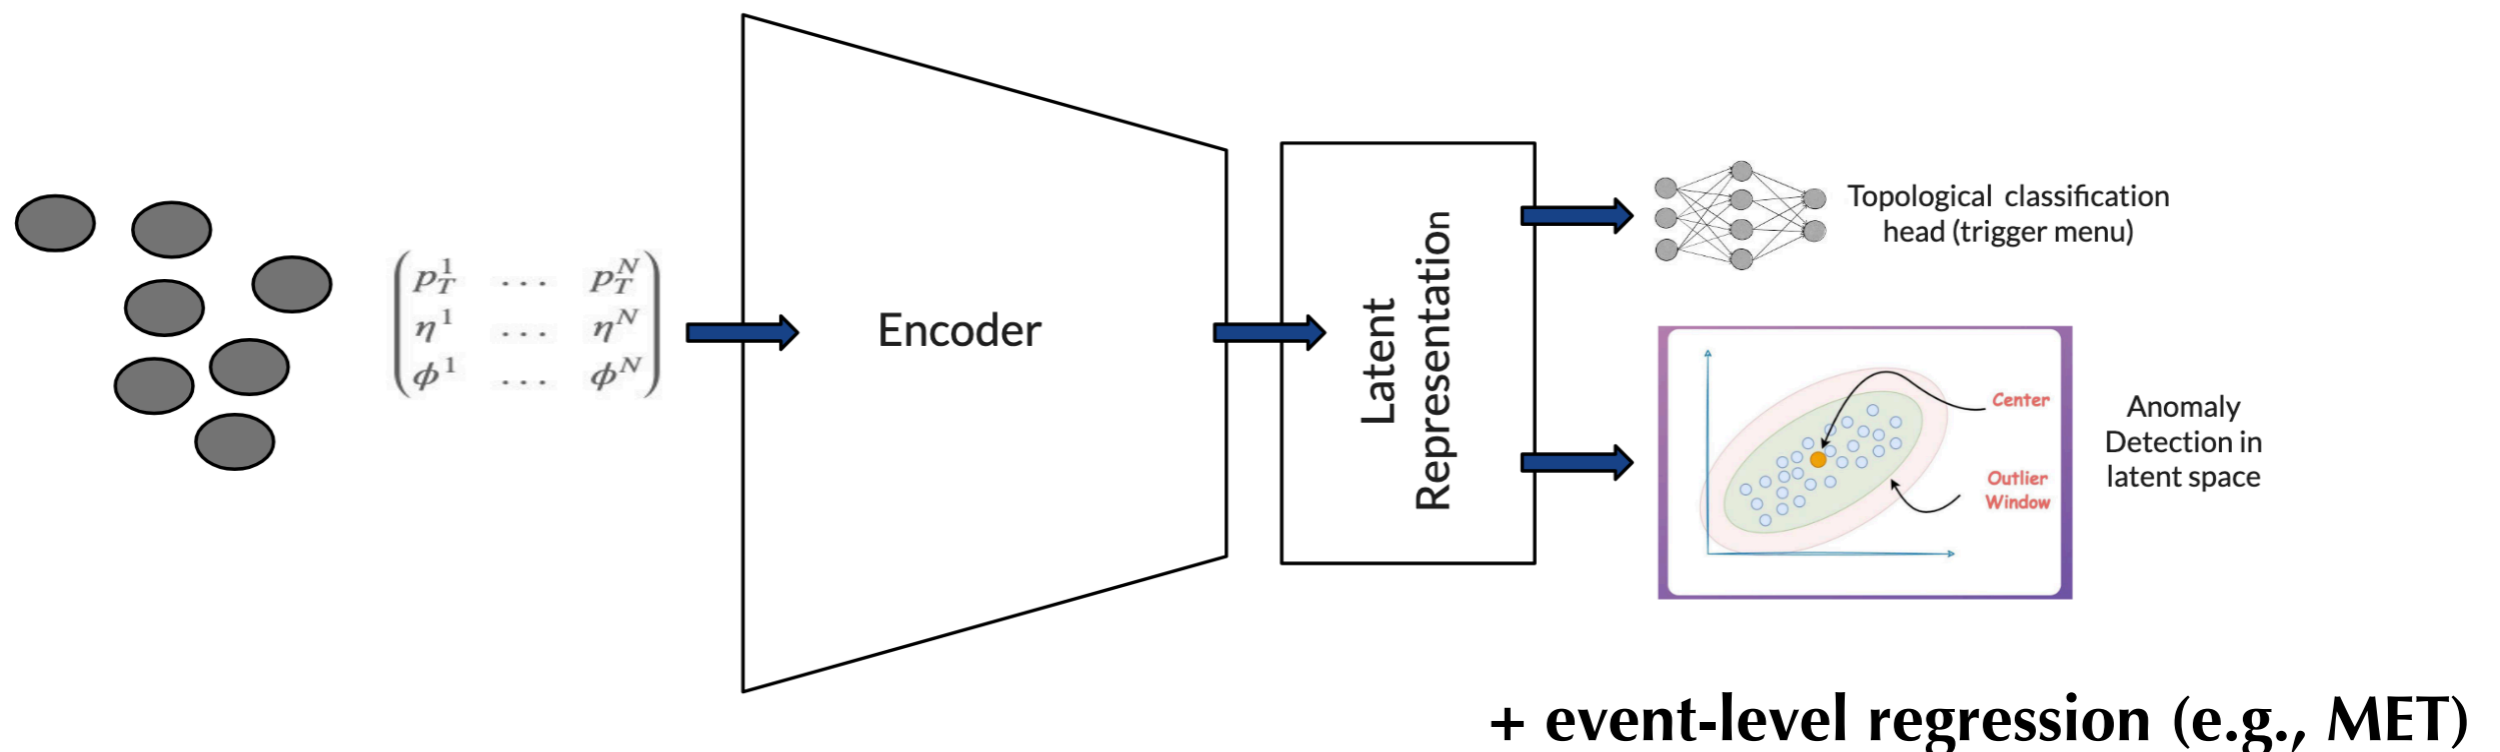 p_T^1 ... p_T^N
η^1 ... η^N
ϕ^1 ... ϕ^N
Encoder
Latent
Representation
Topological classification
head (trigger menu)
Center
Outlier
Window
Anomaly
Detection in
latent space
+ event-level regression (e.g., MET)